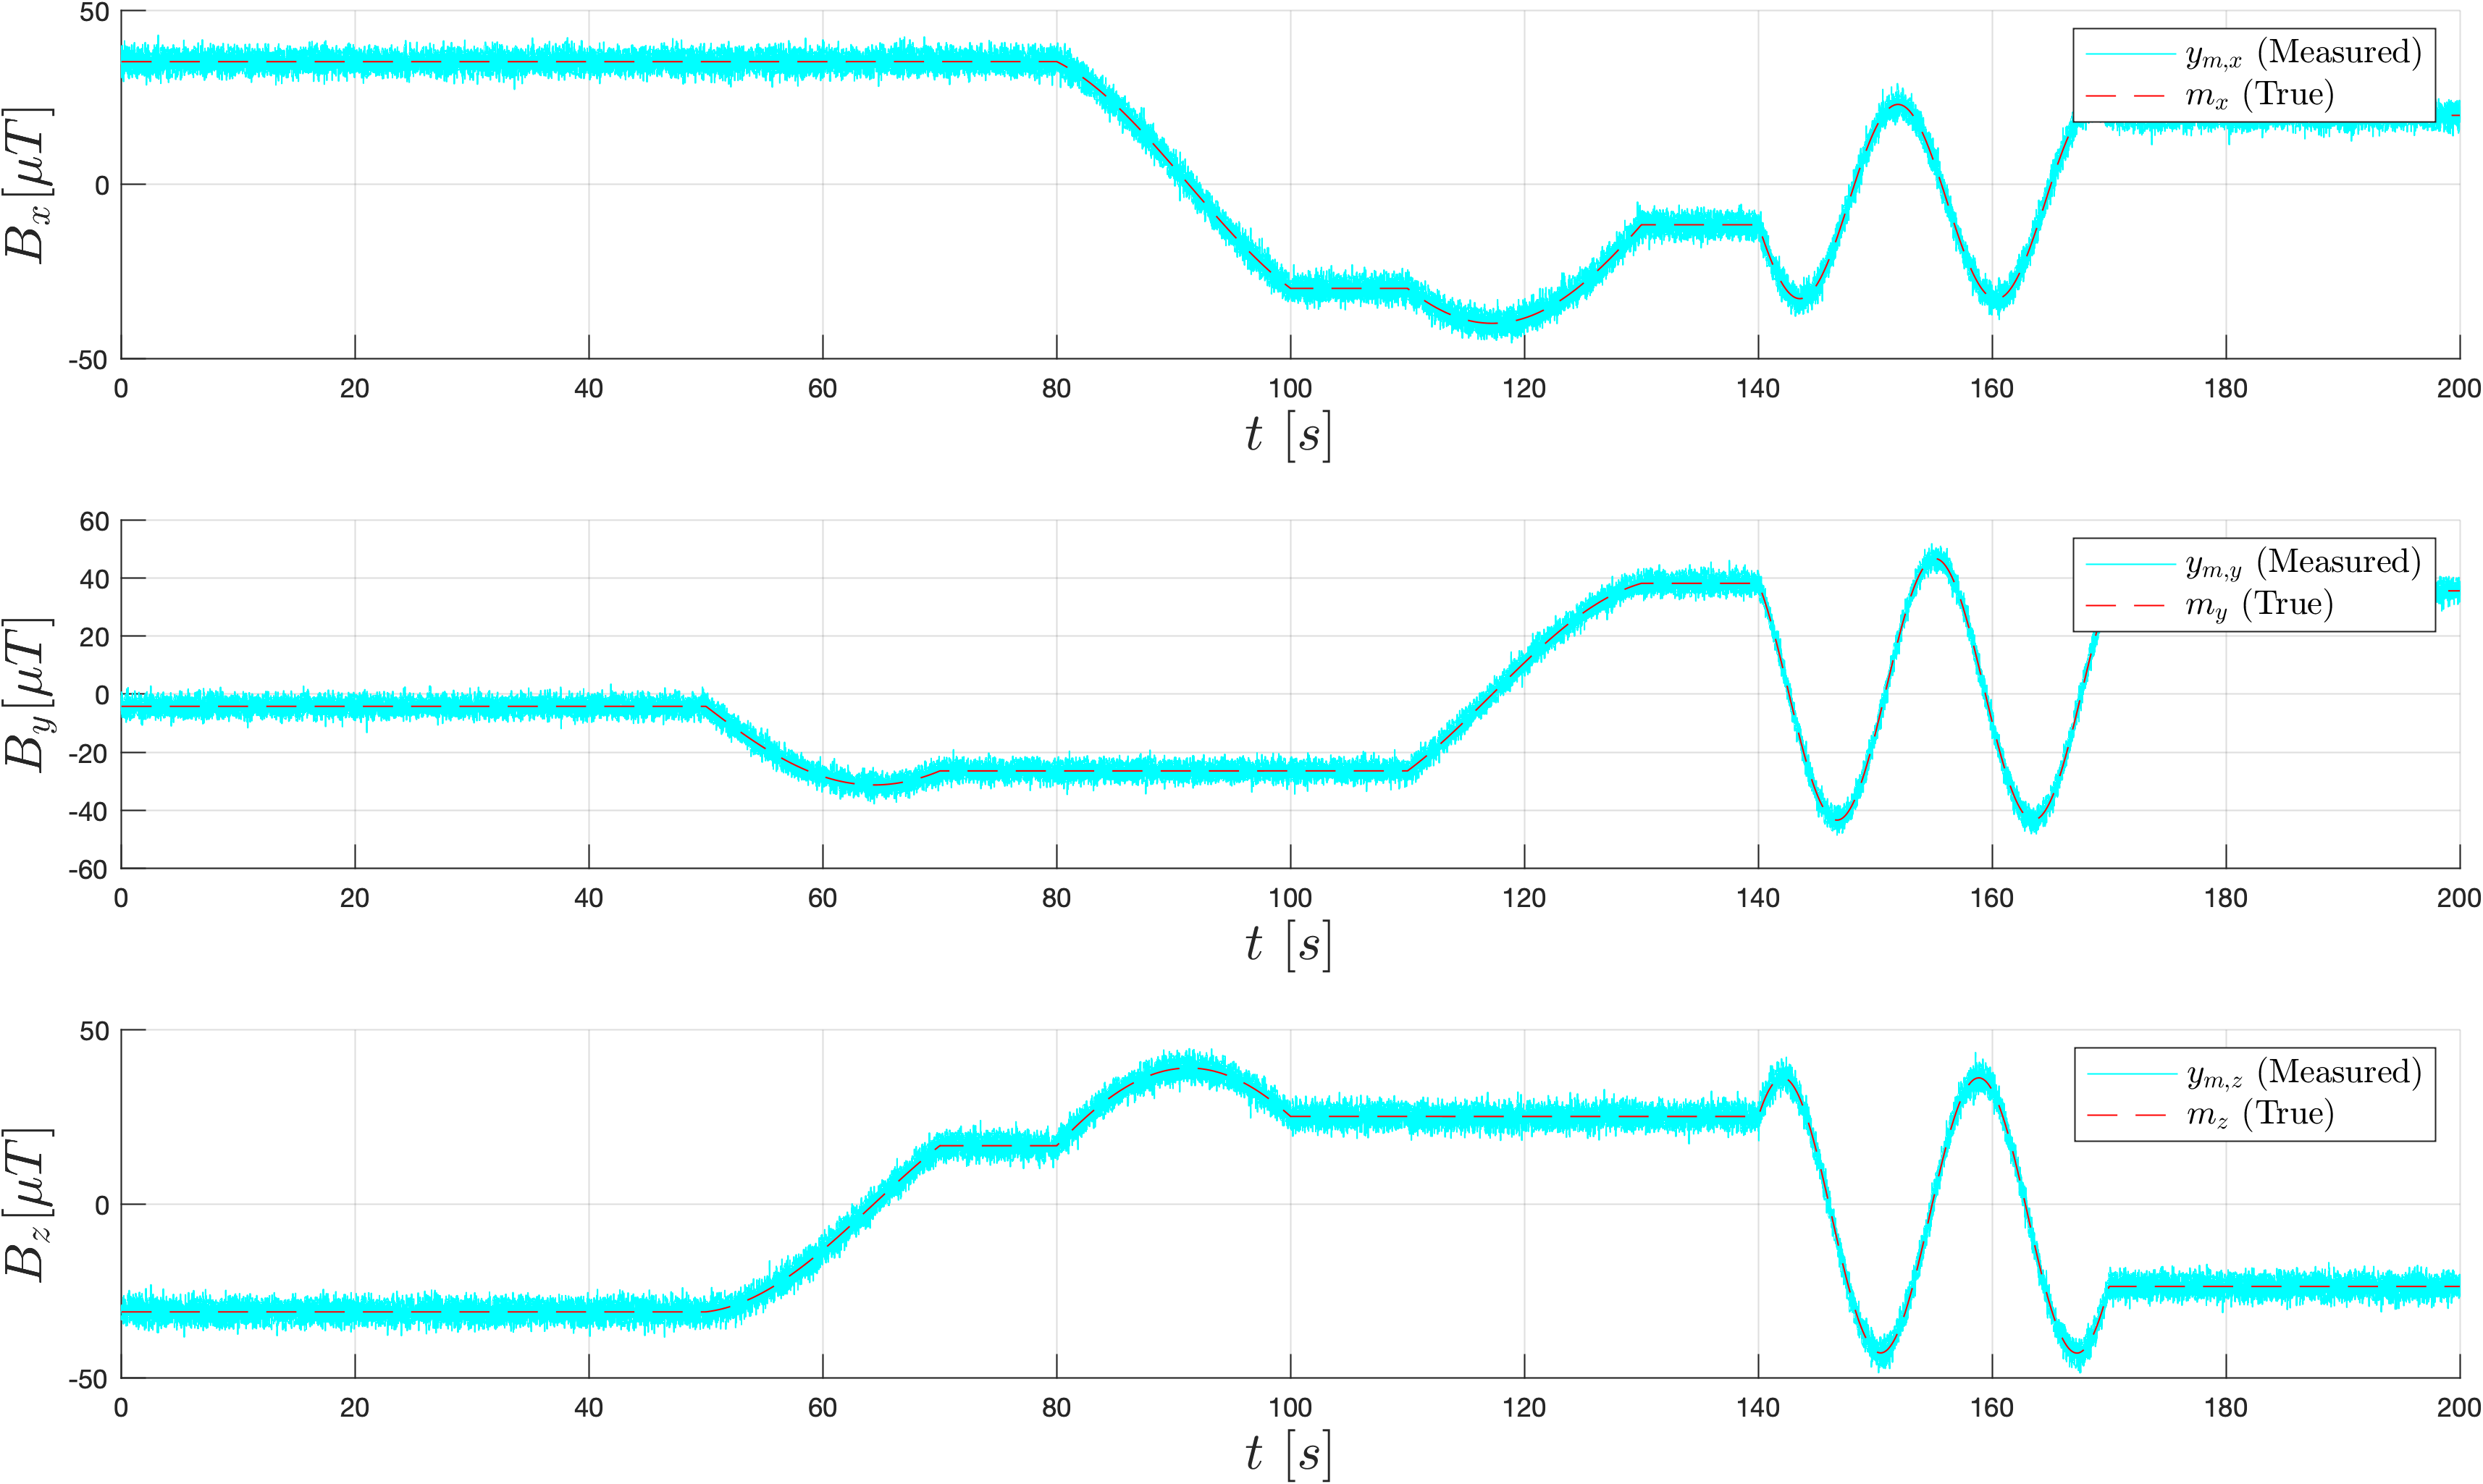 50
0
-50
B_x [μT]
y_{m,x} (Measured)
m_x (True)
0 20 40 60 80 100 120 140 160 180 200
t [s]
60
40
20
0
-20
-40
-60
B_y [μT]
y_{m,y} (Measured)
m_y (True)
0 20 40 60 80 100 120 140 160 180 200
t [s]
50
0
-50
B_z [μT]
y_{m,z} (Measured)
m_z (True)
0 20 40 60 80 100 120 140 160 180 200
t [s]